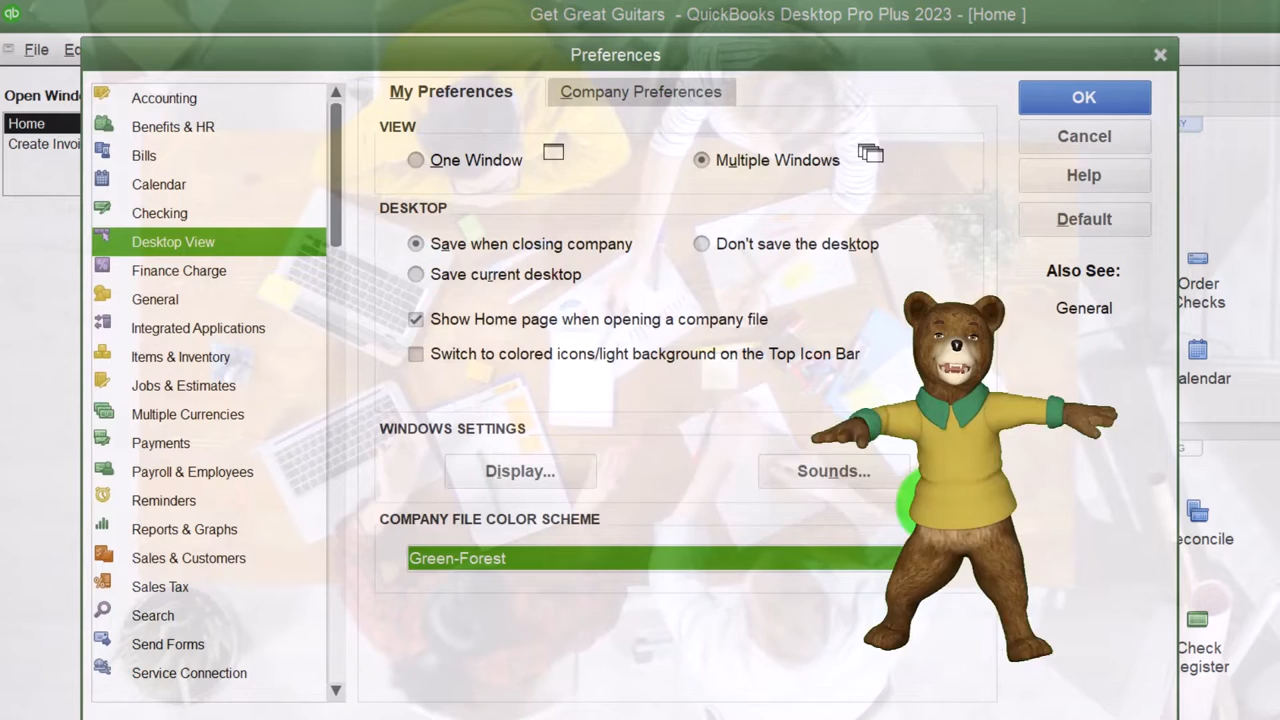 qb
Get Great Guitars - QuickBooks Desktop Pro Plus 2023 - [Home ]
File
Preferences
Open
Home
Accounting
Benefits & HR
Bills
Calendar
Checking
Desktop View
Finance Charge
General
Integrated Applications
Items & Inventory
Jobs & Estimates
Multiple Currencies
Payments
Payroll & Employees
Reminders
Reports & Graphs
Sales & Customers
Sales Tax
Search
Send Forms
Service Connection
My Preferences
Company Preferences
VIEW
One Window
Multiple Windows
DESKTOP
Save when closing company
Don't save the desktop
Save current desktop
Show Home page when opening a company file
Switch to colored icons/light background on the Top Icon Bar
WINDOWS SETTINGS
Display...
Sounds...
COMPANY FILE COLOR SCHEME
Green-Forest
OK
Cancel
Help
Default
Also See:
General
Order
Checks
alendar
econcile
Check
egister